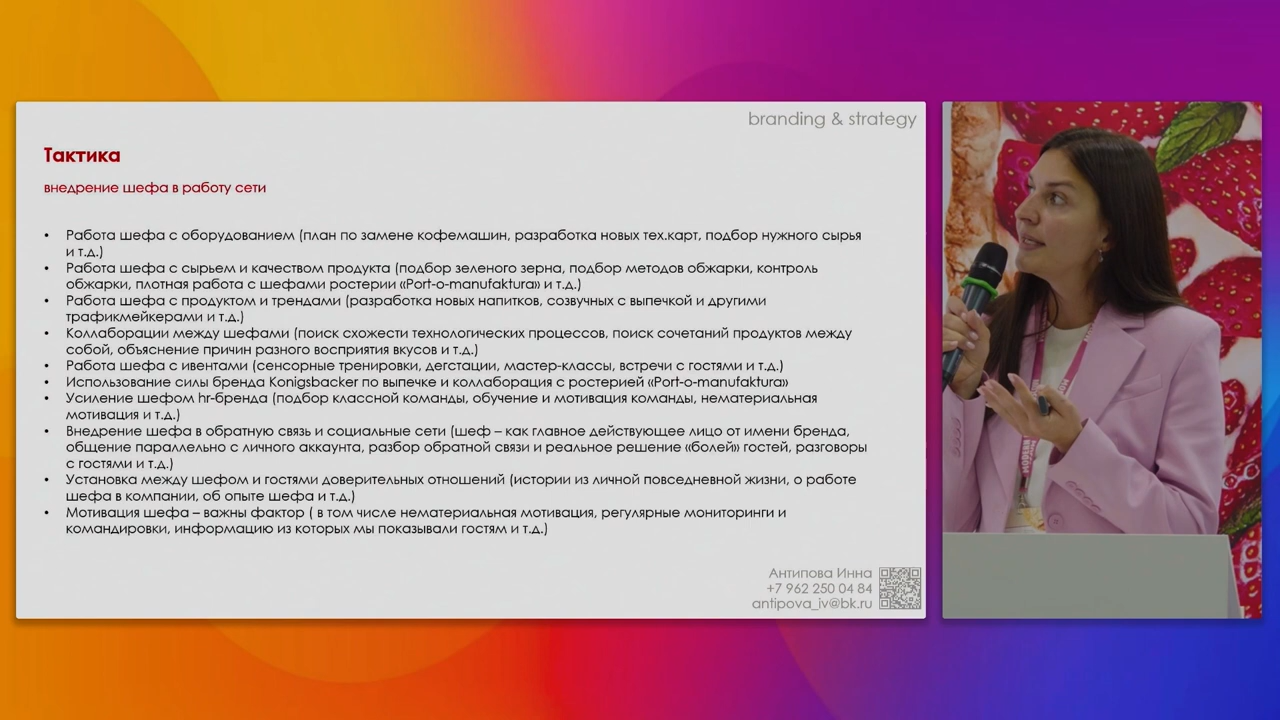 branding & strategy
Тактика
внедрение шефа в работу сети
• Работа шефа с оборудованием (план по замене кофемашин, разработка новых тех.карт, подбор нужного сырья
и т.д.)
• Работа шефа с сырьем и качеством продукта (подбор зеленого зерна, подбор методов обжарки, контроль
обжарки, плотная работа с шефами ростерии «Port-o-manufaktura» и т.д.)
• Работа шефа с продуктом и трендами (разработка новых напитков, созвучных с выпечкой и другими
трафикмейкерами и т.д.)
• Коллаборации между шефами (поиск схожести технологических процессов, поиск сочетаний продуктов между
собой, объяснение причин разного восприятия вкусов и т.д.)
• Работа шефа с ивентами (сенсорные тренировки, дегстации, мастер-классы, встречи с гостями и т.д.)
• Использование силы бренда Konigsbacker по выпечке и коллаборация с ростерией «Port-o-manufaktura»
• Усиление шефом hr-бренда (подбор классной команды, обучение и мотивация команды, нематериальная
мотивация и т.д.)
• Внедрение шефа в обратную связь и социальные сети (шеф – как главное действующее лицо от имени бренда,
общение параллельно с личного аккаунта, разбор обратной связи и реальное решение «болей» гостей, разговоры
с гостями и т.д.)
• Установка между шефом и гостями доверительных отношений (истории из личной повседневной жизни, о работе
шефа в компании, об опыте шефа и т.д.)
• Мотивация шефа – важны фактор ( в том числе нематериальная мотивация, регулярные мониторинги и
командировки, информацию из которых мы показывали гостям и т.д.)
Антипова Инна
+7 962 250 04 84
antipova_iv@bk.ru